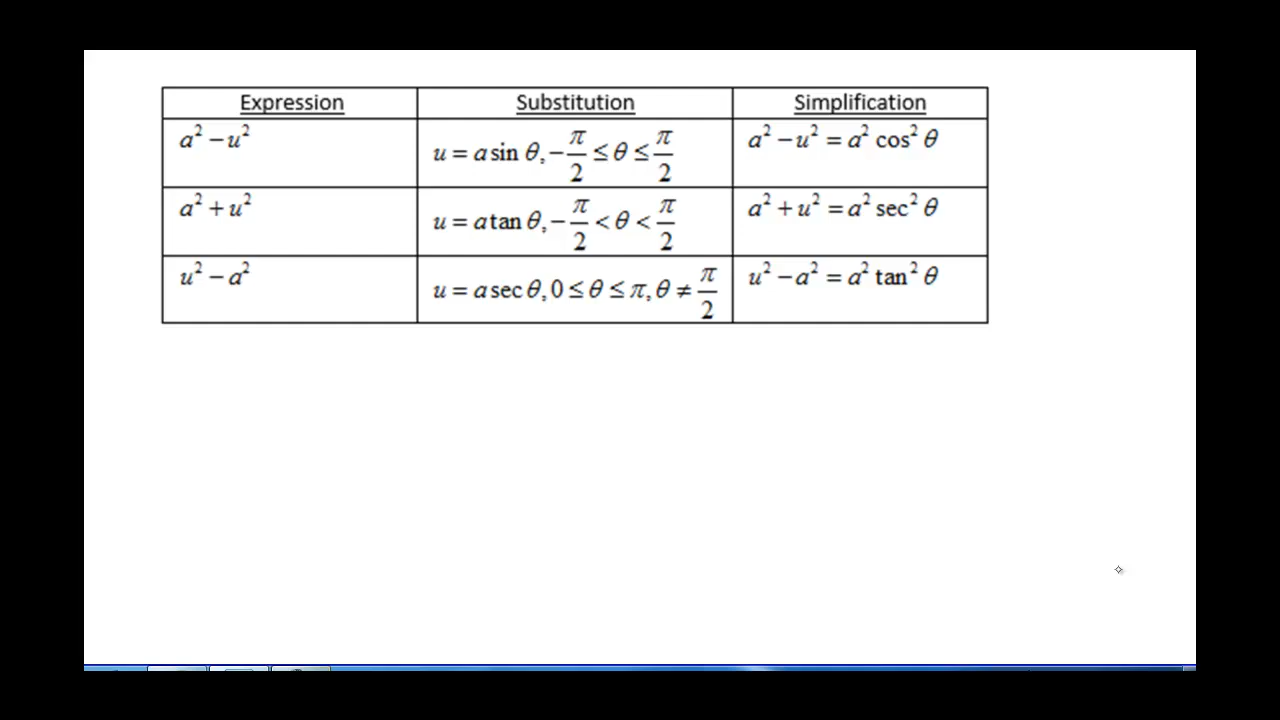 Expression Substitution Simplification
a² − u² u = a sin θ, −π/2 ≤ θ ≤ π/2 a² − u² = a² cos² θ
a² + u² u = a tan θ, −π/2 < θ < π/2 a² + u² = a² sec² θ
u² − a² u = a sec θ, 0 ≤ θ ≤ π, θ ≠ π/2 u² − a² = a² tan² θ